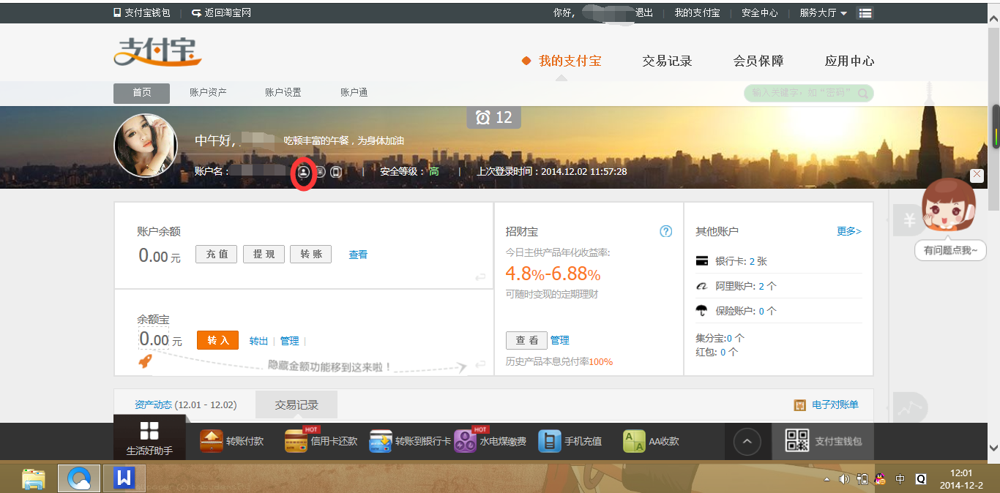 支付宝钱包 返回淘宝网 你好, 退出 我的支付宝 安全中心 服务大厅
支付宝
我的支付宝 交易记录 会员保障 应用中心
首页 账户资产 账户设置 账户通 输入关键字，如“密码”
12
中午好, 吃顿丰富的午餐，为身体加油
账户名： 安全等级：高 上次登录时间：2014.12.02 11:57:28
有问题点我~
账户余额
0.00 元 充值 提现 转账 查看
余额宝
0.00 元 转入 转出 管理
隐藏金额功能移到这来啦！
招财宝 ?
今日主供产品年化收益率:
4.8%-6.88%
可随时变现的定期理财
查看 管理
历史产品本息兑付率100%
其他账户 更多>
银行卡: 2 张
阿里账户: 2 个
保险账户: 0 个
集分宝:0 个
红包: 0 个
资产动态 (12.01 - 12.02) 交易记录 电子对账单
生活好助手 转账付款 HOT 信用卡还款 转账到银行卡 HOT 水电煤缴费 手机充值 AA收款 支付宝钱包
W
中 Q
12:01
2014-12-2